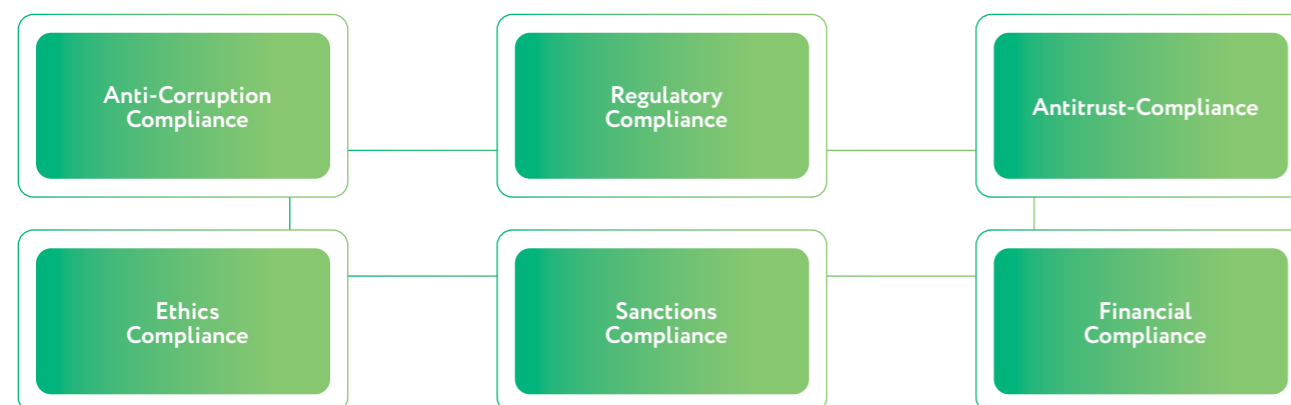 Anti-Corruption
Compliance
Regulatory
Compliance
Antitrust-Compliance
Ethics
Compliance
Sanctions
Compliance
Financial
Compliance